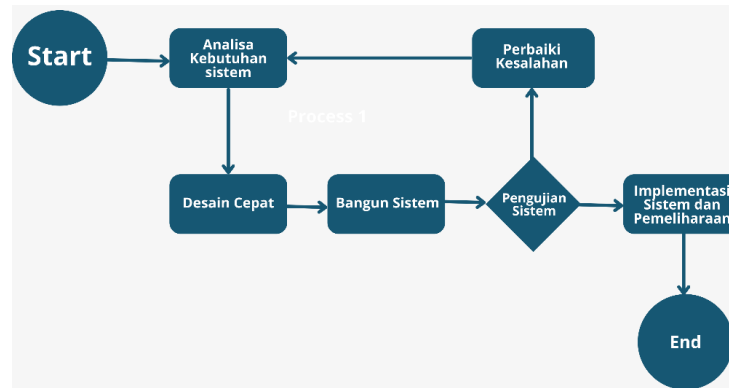 Start
Analisa
Kebutuhan
sistem
Perbaiki
Kesalahan
Process 1
Desain Cepat
Bangun Sistem
Pengujian
Sistem
Implementasi
Sistem dan
Pemeliharaan
End